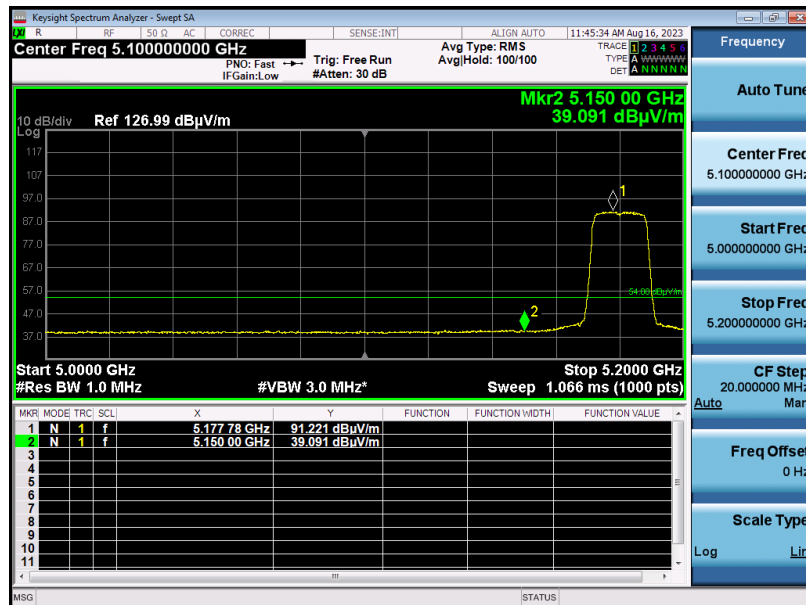 Keysight Spectrum Analyzer - Swept SA
R RF 50 Ω AC CORREC SENSE:INT ALIGN AUTO 11:45:34 AM Aug 16, 2023
Center Freq 5.100000000 GHz
PNO: Fast
IFGain:Low
Trig: Free Run
#Atten: 30 dB
Avg Type: RMS
Avg|Hold: 100/100
TRACE 1 2 3 4 5 6
TYPE A WWWWW
DET A N N N N N
Mkr2 5.150 00 GHz
39.091 dBµV/m
10 dB/div Ref 126.99 dBµV/m
Log
117
107
97.0
87.0
77.0
67.0
57.0
47.0
37.0
1
54.00 dBµV/m
2
Start 5.0000 GHz Stop 5.2000 GHz
#Res BW 1.0 MHz #VBW 3.0 MHz* Sweep 1.066 ms (1000 pts)
MKR MODE TRC SCL X Y FUNCTION FUNCTION WIDTH FUNCTION VALUE
1 N 1 f 5.177 78 GHz 91.221 dBµV/m
2 N 1 f 5.150 00 GHz 39.091 dBµV/m
3
4
5
6
7
8
9
10
11
MSG STATUS
Frequency
Auto Tune
Center Freq
5.100000000 GHz
Start Freq
5.000000000 GHz
Stop Freq
5.200000000 GHz
CF Step
20.000000 MHz
Auto Man
Freq Offset
0 Hz
Scale Type
Log Lin